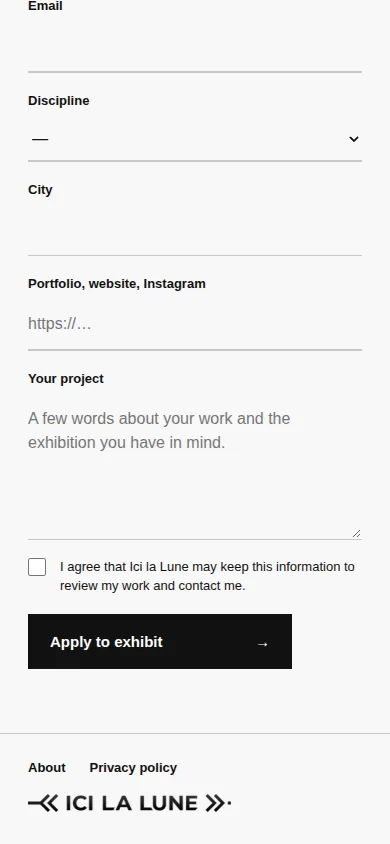 Email
Discipline
—
City
Portfolio, website, Instagram
https://…
Your project
A few words about your work and the
exhibition you have in mind.
I agree that Ici la Lune may keep this information to
review my work and contact me.
Apply to exhibit →
About Privacy policy
ICI LA LUNE